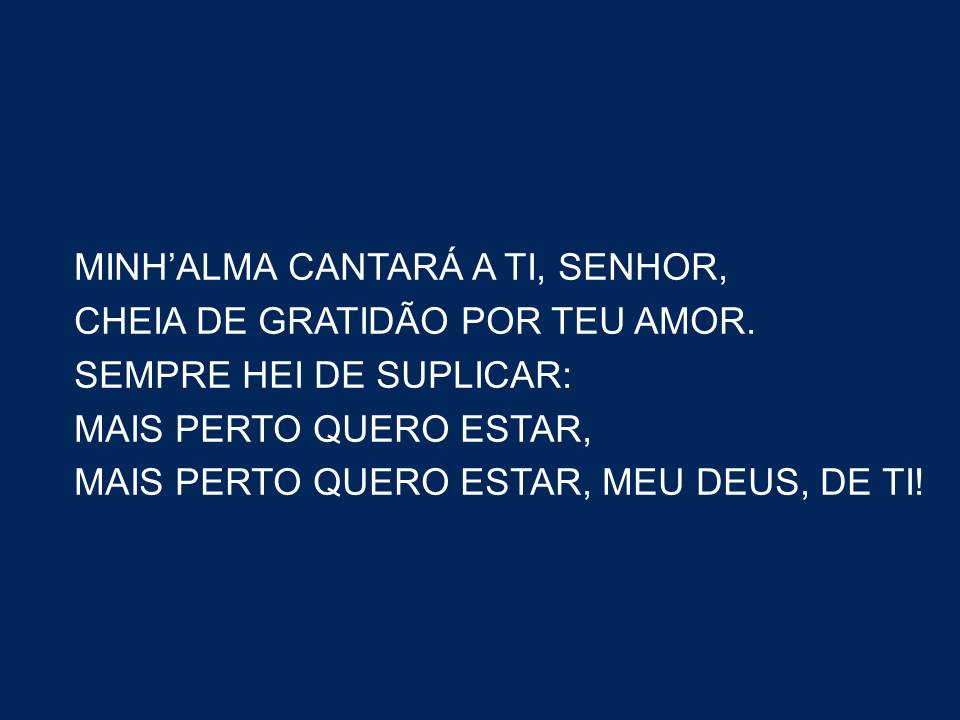 MINH’ALMA CANTARÁ A TI, SENHOR,
CHEIA DE GRATIDÃO POR TEU AMOR.
SEMPRE HEI DE SUPLICAR:
MAIS PERTO QUERO ESTAR,
MAIS PERTO QUERO ESTAR, MEU DEUS, DE TI!